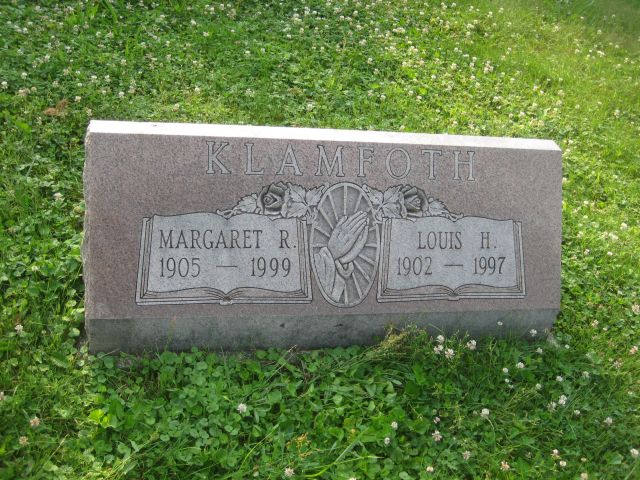 KLAMFOTH
MARGARET R.
1905 — 1999
LOUIS H.
1902 — 1997